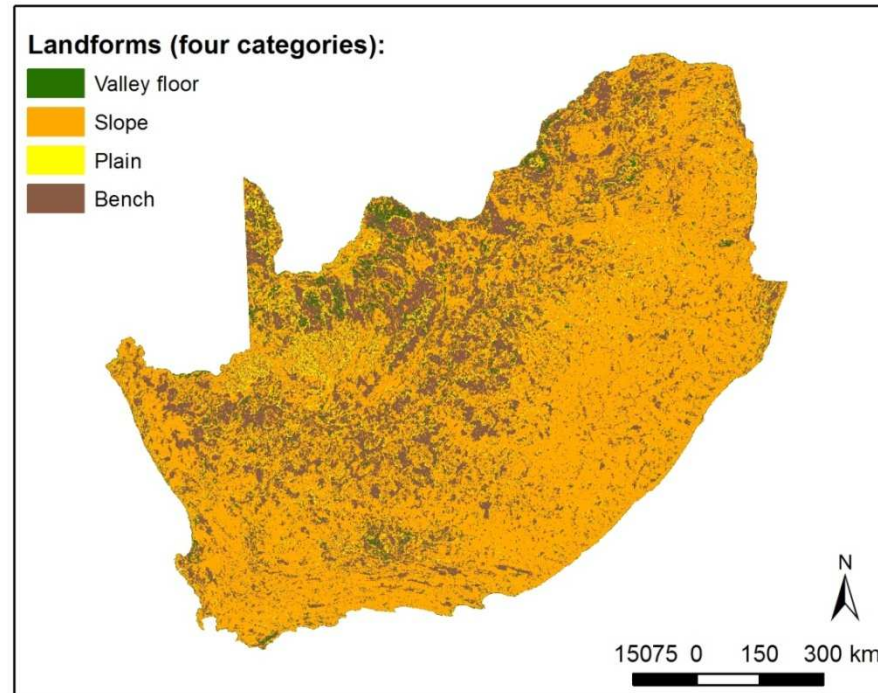 Landforms (four categories):
Valley floor
Slope
Plain
Bench
N
15075 0 150 300 km